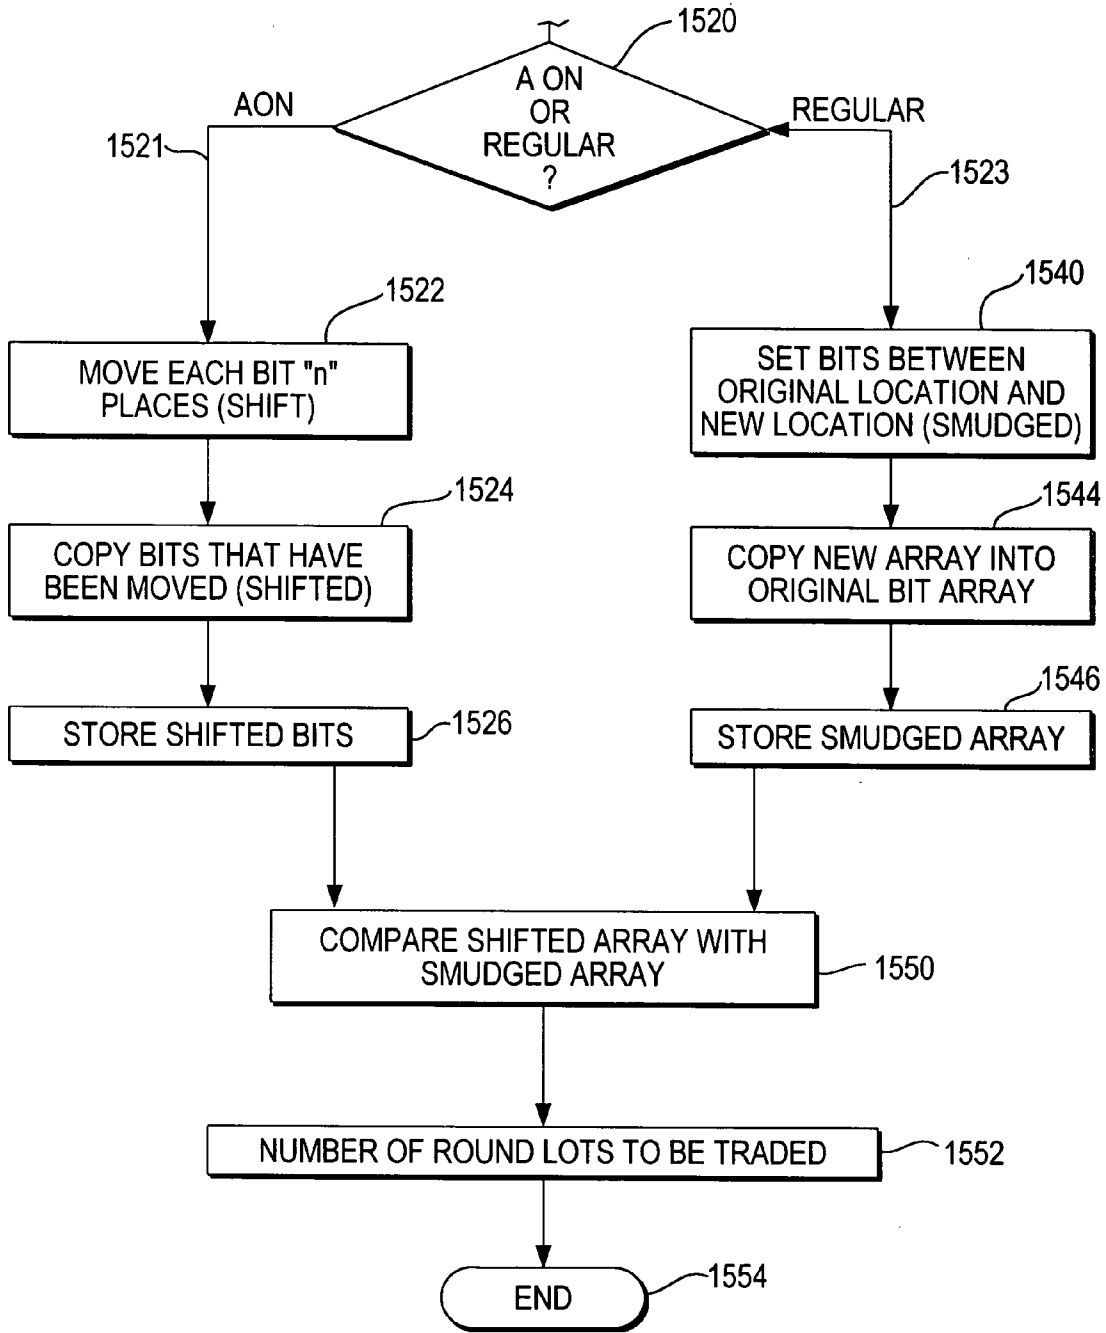 1520
A ON
OR
REGULAR
?
AON
REGULAR
1521
1523
1522
MOVE EACH BIT "n"
PLACES (SHIFT)
1540
SET BITS BETWEEN
ORIGINAL LOCATION AND
NEW LOCATION (SMUDGED)
1524
COPY BITS THAT HAVE
BEEN MOVED (SHIFTED)
1544
COPY NEW ARRAY INTO
ORIGINAL BIT ARRAY
STORE SHIFTED BITS
1526
1546
STORE SMUDGED ARRAY
COMPARE SHIFTED ARRAY WITH
SMUDGED ARRAY
1550
NUMBER OF ROUND LOTS TO BE TRADED
1552
END
1554